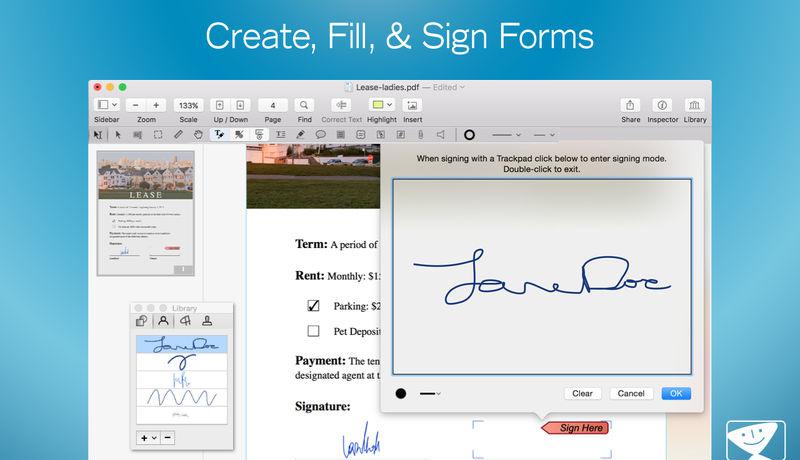 Create, Fill, & Sign Forms
Lease-ladies.pdf — Edited
133%
4
Sidebar
Zoom
Scale
Up / Down
Page
Find
Correct Text
Highlight
Insert
Share
Inspector
Library
LEASE
Library
Jane Doe
When signing with a Trackpad click below to enter signing mode.
Double-click to exit.
Jane Doe
Term: A period of
Rent: Monthly: $1
Parking: $2
Pet Deposit
Payment: The ten
designated agent at t
Signature:
Clear
Cancel
OK
Sign Here